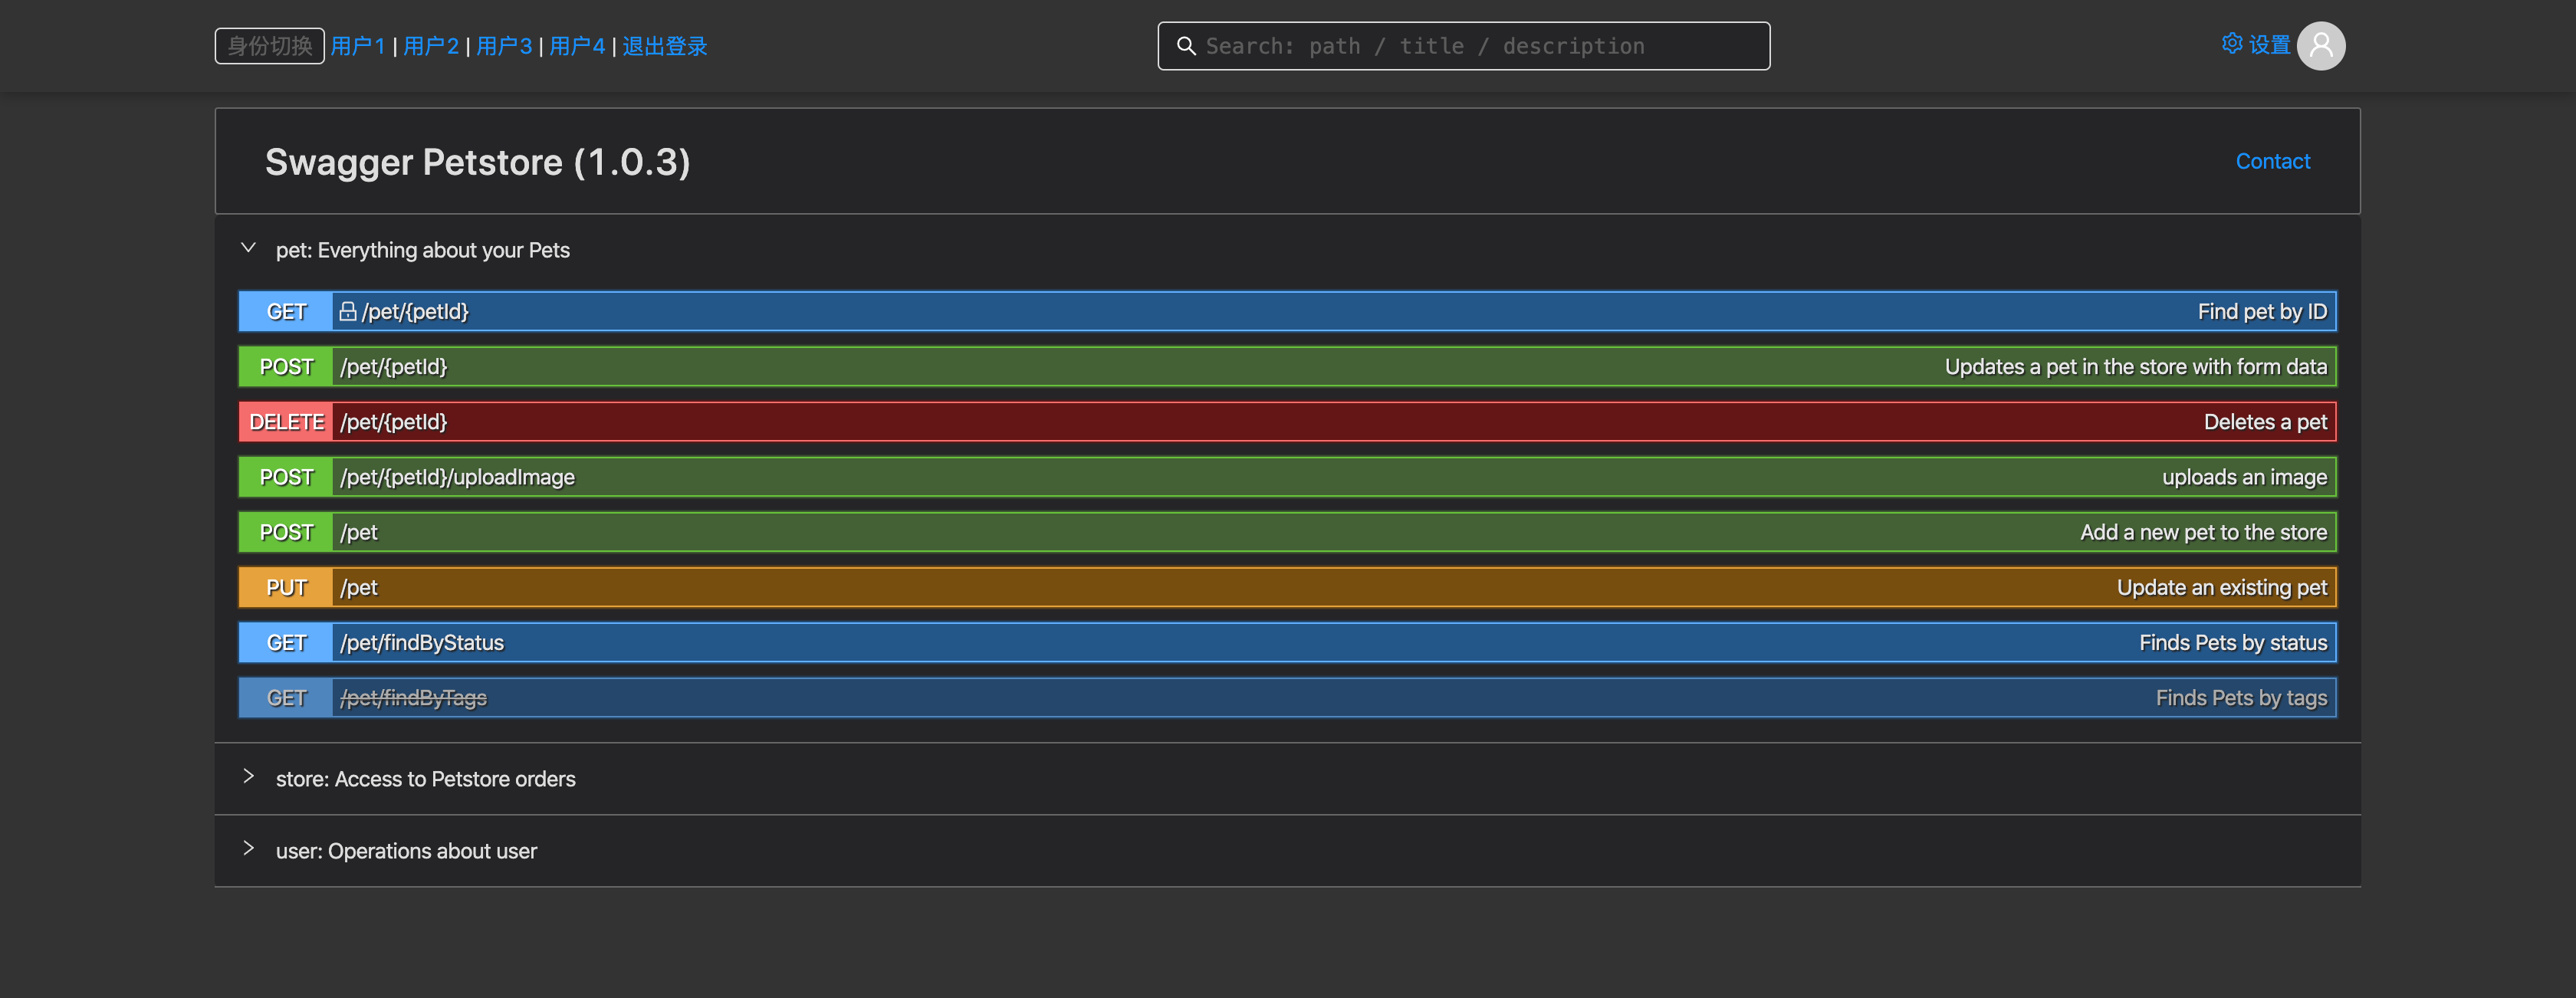 身份切换 用户1 | 用户2 | 用户3 | 用户4 | 退出登录 Search: path / title / description 设置
Swagger Petstore (1.0.3) Contact
pet: Everything about your Pets
GET /pet/{petId} Find pet by ID
POST /pet/{petId} Updates a pet in the store with form data
DELETE /pet/{petId} Deletes a pet
POST /pet/{petId}/uploadImage uploads an image
POST /pet Add a new pet to the store
PUT /pet Update an existing pet
GET /pet/findByStatus Finds Pets by status
GET /pet/findByTags Finds Pets by tags
store: Access to Petstore orders
user: Operations about user